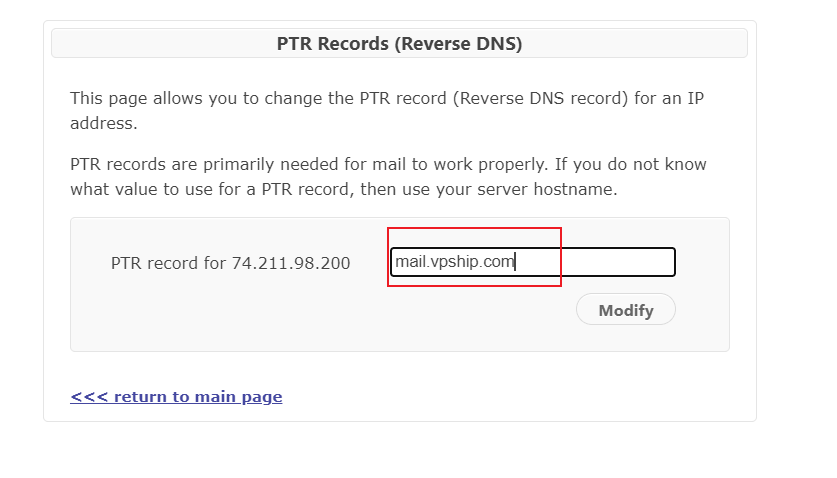 PTR Records (Reverse DNS)
This page allows you to change the PTR record (Reverse DNS record) for an IP
address.
PTR records are primarily needed for mail to work properly. If you do not know
what value to use for a PTR record, then use your server hostname.
PTR record for 74.211.98.200
mail.vpship.com
Modify
<<< return to main page